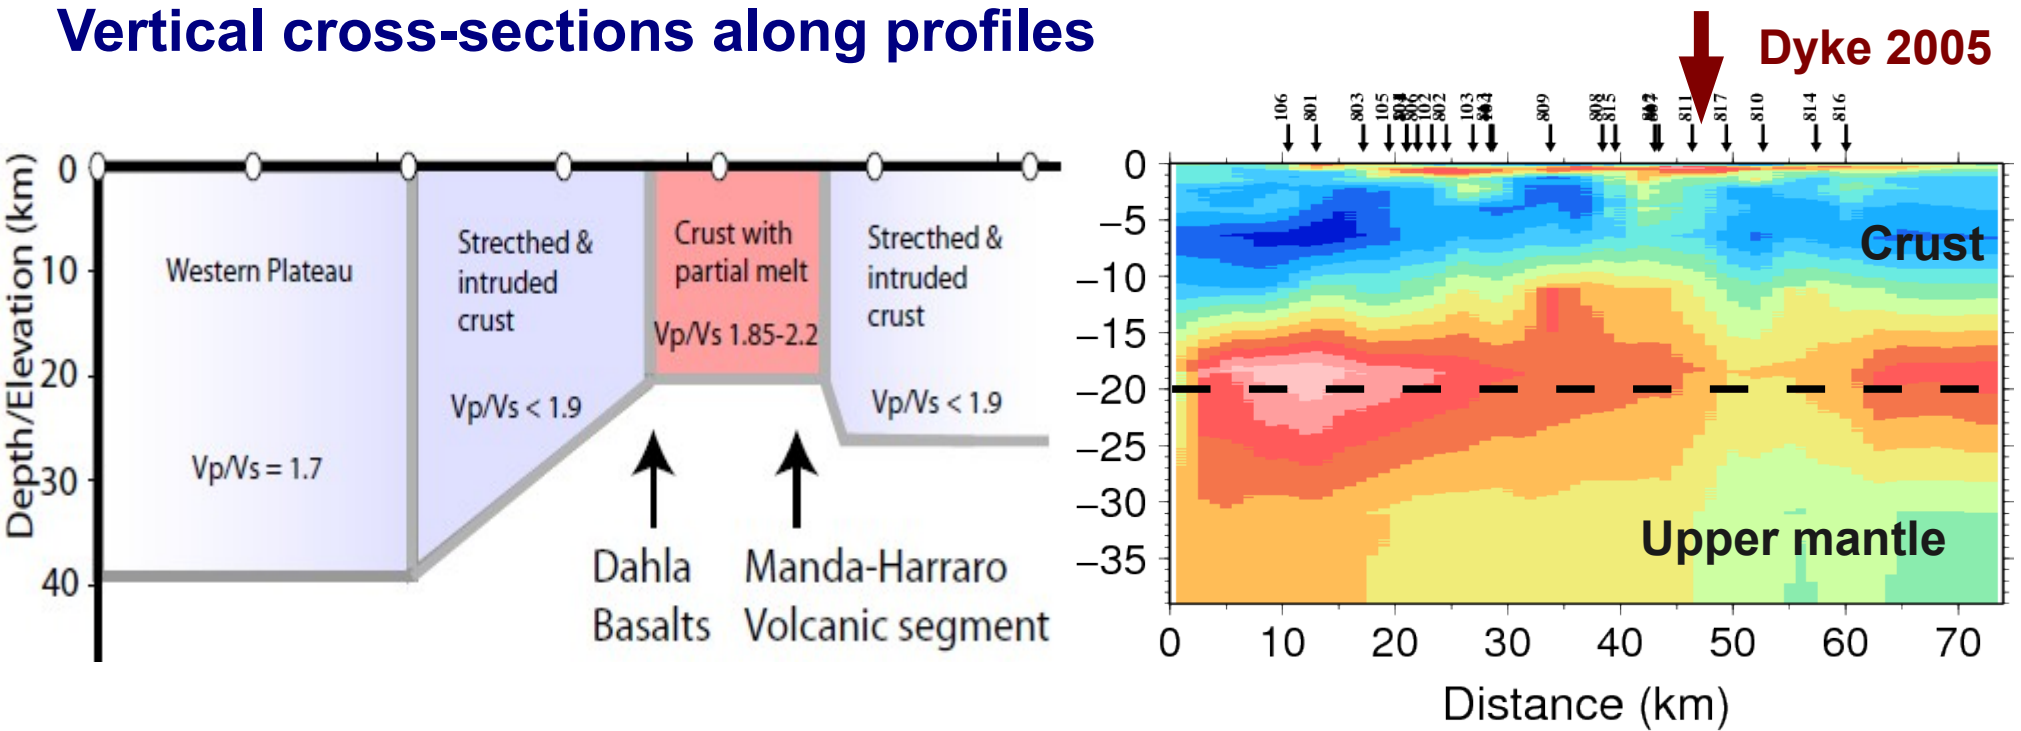 Vertical cross-sections along profiles
Dyke 2005
Depth/Elevation (km)
0
10
20
30
40
Western Plateau
Vp/Vs = 1.7
Strecthed &
intruded
crust
Vp/Vs < 1.9
Crust with
partial melt
Vp/Vs 1.85-2.2
Strecthed &
intruded
crust
Vp/Vs < 1.9
Dahla
Basalts
Manda-Harraro
Volcanic segment
106
801
803
105
102
802
103
809
808
815
811
817
810
814
816
0
−5
−10
−15
−20
−25
−30
−35
Crust
Upper mantle
0
10
20
30
40
50
60
70
Distance (km)